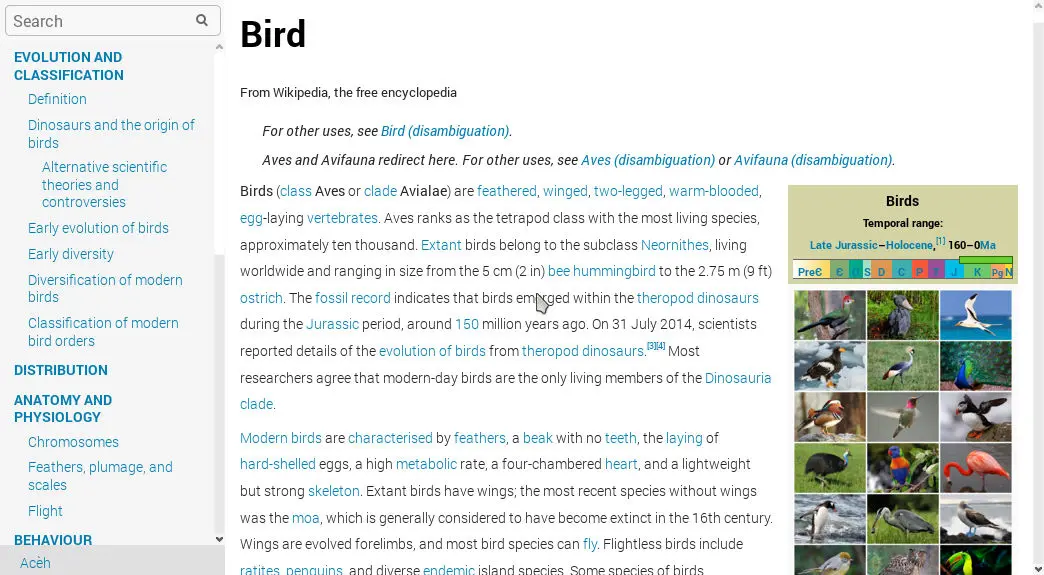 Search
EVOLUTION AND
CLASSIFICATION
Definition
Dinosaurs and the origin of
birds
Alternative scientific
theories and
controversies
Early evolution of birds
Early diversity
Diversification of modern
birds
Classification of modern
bird orders
DISTRIBUTION
ANATOMY AND
PHYSIOLOGY
Chromosomes
Feathers, plumage, and
scales
Flight
BEHAVIOUR
Acèh
Bird
From Wikipedia, the free encyclopedia
For other uses, see Bird (disambiguation).
Aves and Avifauna redirect here. For other uses, see Aves (disambiguation) or Avifauna (disambiguation).
Birds (class Aves or clade Avialae) are feathered, winged, two-legged, warm-blooded,
egg-laying vertebrates. Aves ranks as the tetrapod class with the most living species,
approximately ten thousand. Extant birds belong to the subclass Neornithes, living
worldwide and ranging in size from the 5 cm (2 in) bee hummingbird to the 2.75 m (9 ft)
ostrich. The fossil record indicates that birds emerged within the theropod dinosaurs
during the Jurassic period, around 150 million years ago. On 31 July 2014, scientists
reported details of the evolution of birds from theropod dinosaurs.[3][4] Most
researchers agree that modern-day birds are the only living members of the Dinosauria
clade.
Modern birds are characterised by feathers, a beak with no teeth, the laying of
hard-shelled eggs, a high metabolic rate, a four-chambered heart, and a lightweight
but strong skeleton. Extant birds have wings; the most recent species without wings
was the moa, which is generally considered to have become extinct in the 16th century.
Wings are evolved forelimbs, and most bird species can fly. Flightless birds include
ratites, penguins, and diverse endemic island species. Some species of birds
Birds
Temporal range:
Late Jurassic–Holocene,[1] 160–0Ma
PreЄ Є O S D C P T J K Pg N